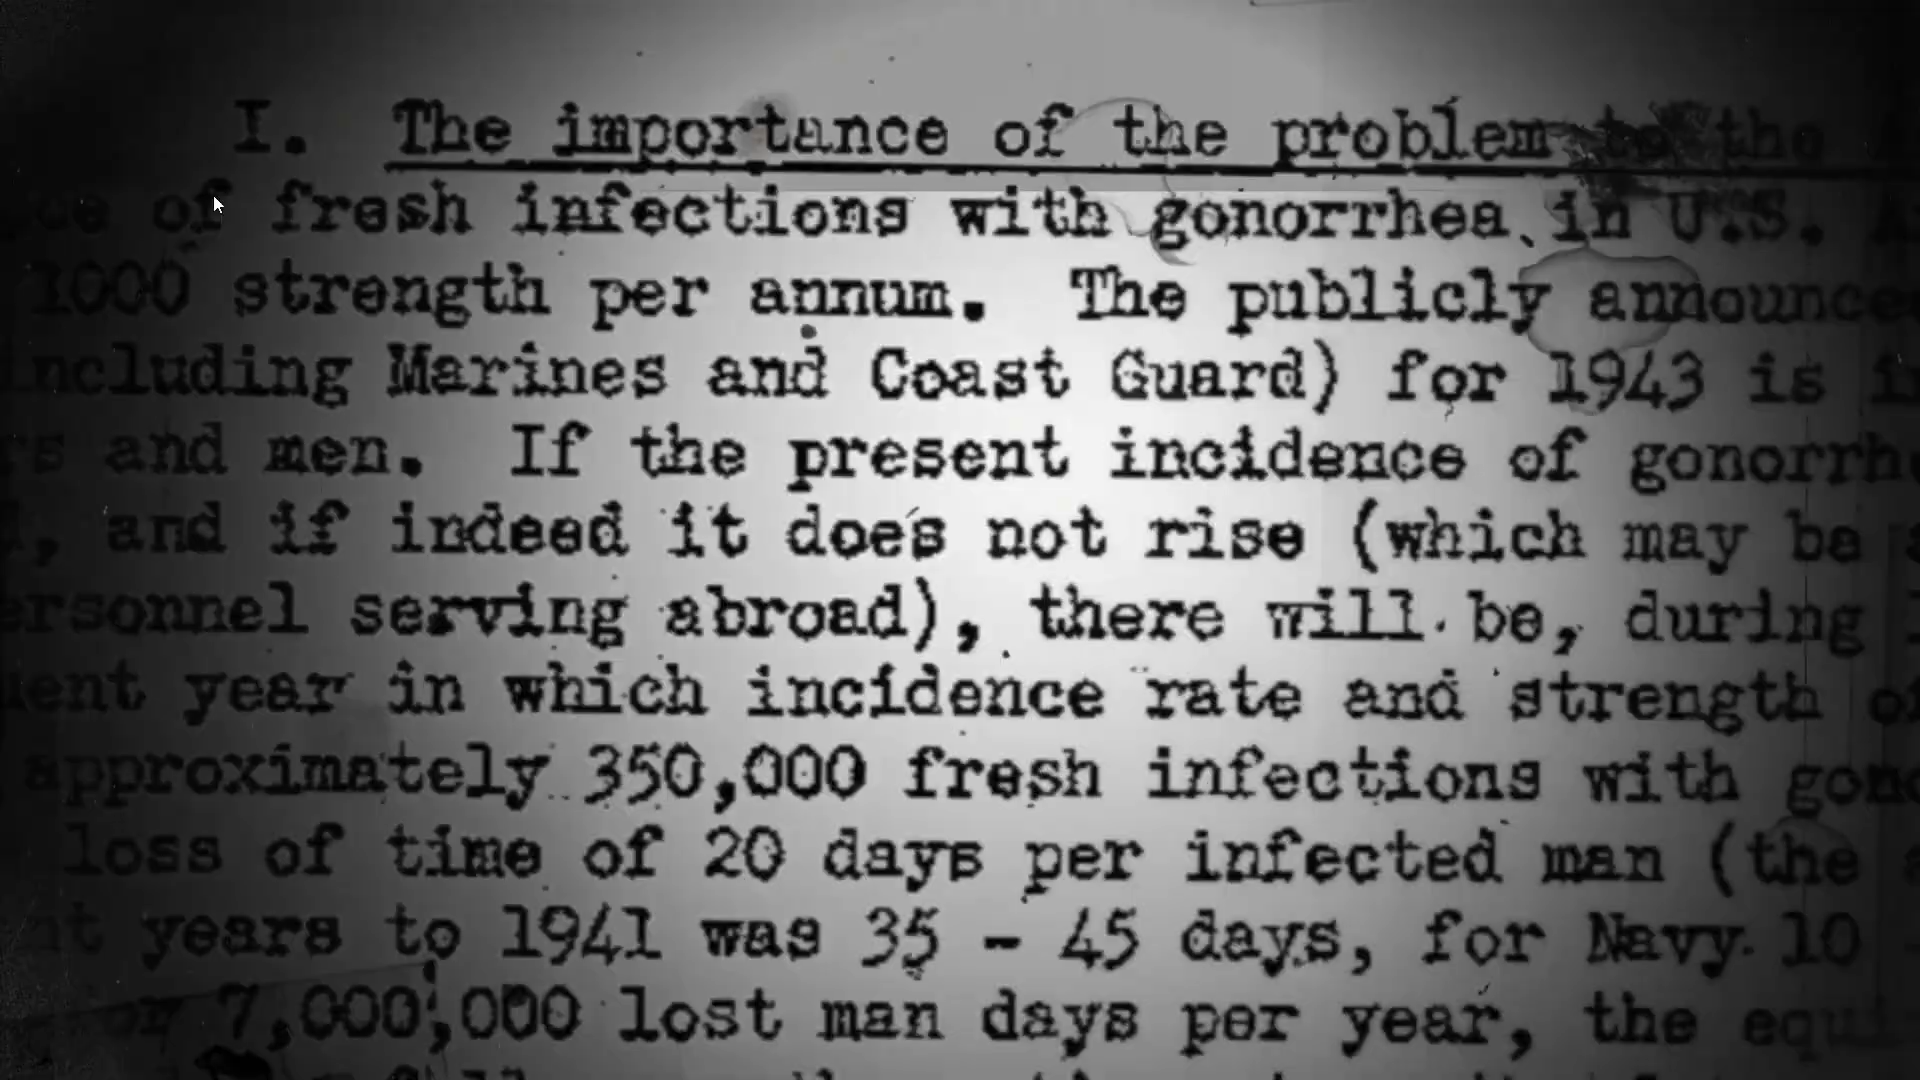 I. The importance of the problem to the
of fresh infections with gonorrhea in U.S.
1000 strength per annum. The publicly
including Marines and Coast Guard) for 1943 is
and men. If the present incidence of
and if indeed it does not rise (which may be
serving abroad), there will be, during
year in which incidence rate and strength
approximately 350,000 fresh infections with
loss of time of 20 days per infected man (the
years to 1941 was 35 - 45 days, for Navy 10
or 7,000,000 lost man days per year, the